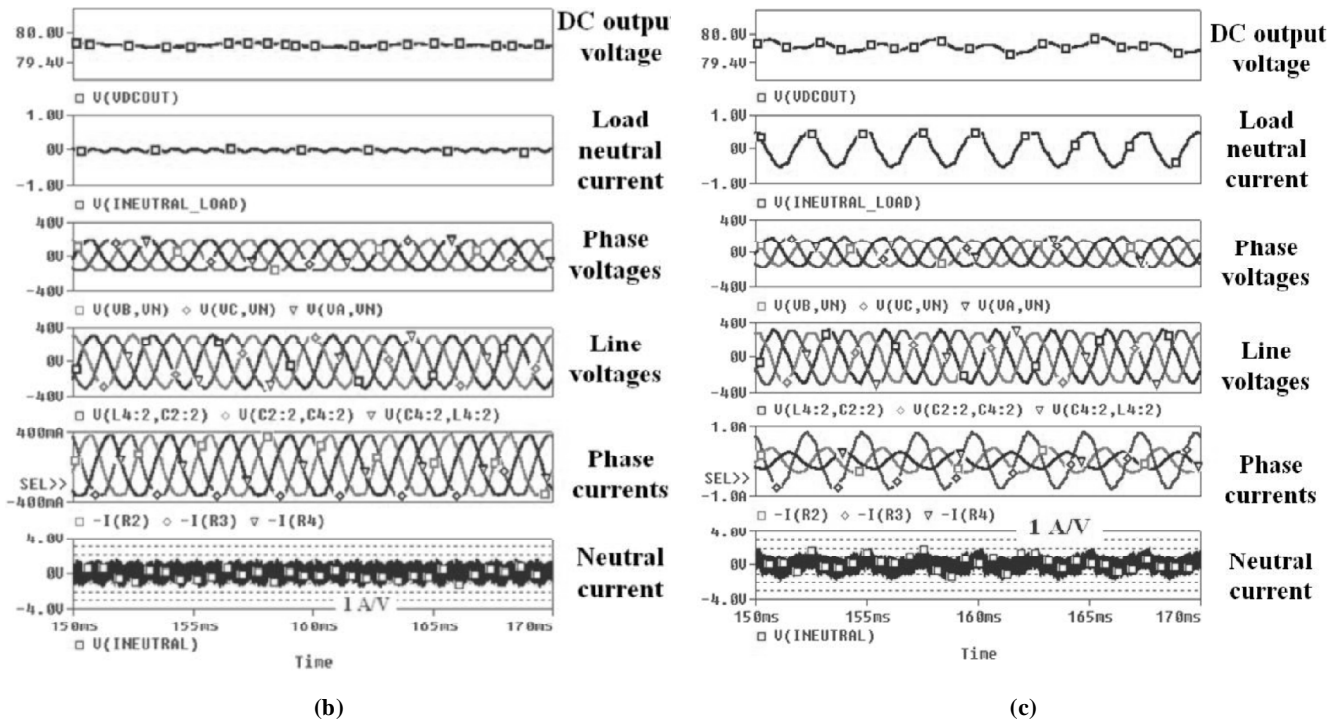 80.0V
79.4V
DC output
voltage
□ V(VDCOUT)
1.0V
0V
-1.0V
Load
neutral
current
□ V(INEUTRAL_LOAD)
40V
0V
-40V
Phase
voltages
□ V(VB,VN) ◇ V(VC,VN) ▽ V(VA,VN)
40V
0V
-40V
Line
voltages
□ V(L4:2,C2:2) ◇ V(C2:2,C4:2) ▽ V(C4:2,L4:2)
400mA
SEL>>
-400mA
Phase
currents
□ -I(R2) ◇ -I(R3) ▽ -I(R4)
4.0V
0V
-4.0V
1 A/V
Neutral
current
150ms 155ms 160ms 165ms 170ms
□ V(INEUTRAL)
Time
(b)
80.0V
79.4V
DC output
voltage
□ V(VDCOUT)
1.0V
0V
-1.0V
Load
neutral
current
□ V(INEUTRAL_LOAD)
40V
0V
-40V
Phase
voltages
□ V(VB,VN) ◇ V(VC,VN) ▽ V(VA,VN)
40V
0V
-40V
Line
voltages
□ V(L4:2,C2:2) ◇ V(C2:2,C4:2) ▽ V(C4:2,L4:2)
1.0A
SEL>>
-1.0A
Phase
currents
□ -I(R2) ◇ -I(R3) ▽ -I(R4)
1 A/V
4.0V
0V
-4.0V
Neutral
current
150ms 155ms 160ms 165ms 170ms
□ V(INEUTRAL)
Time
(c)